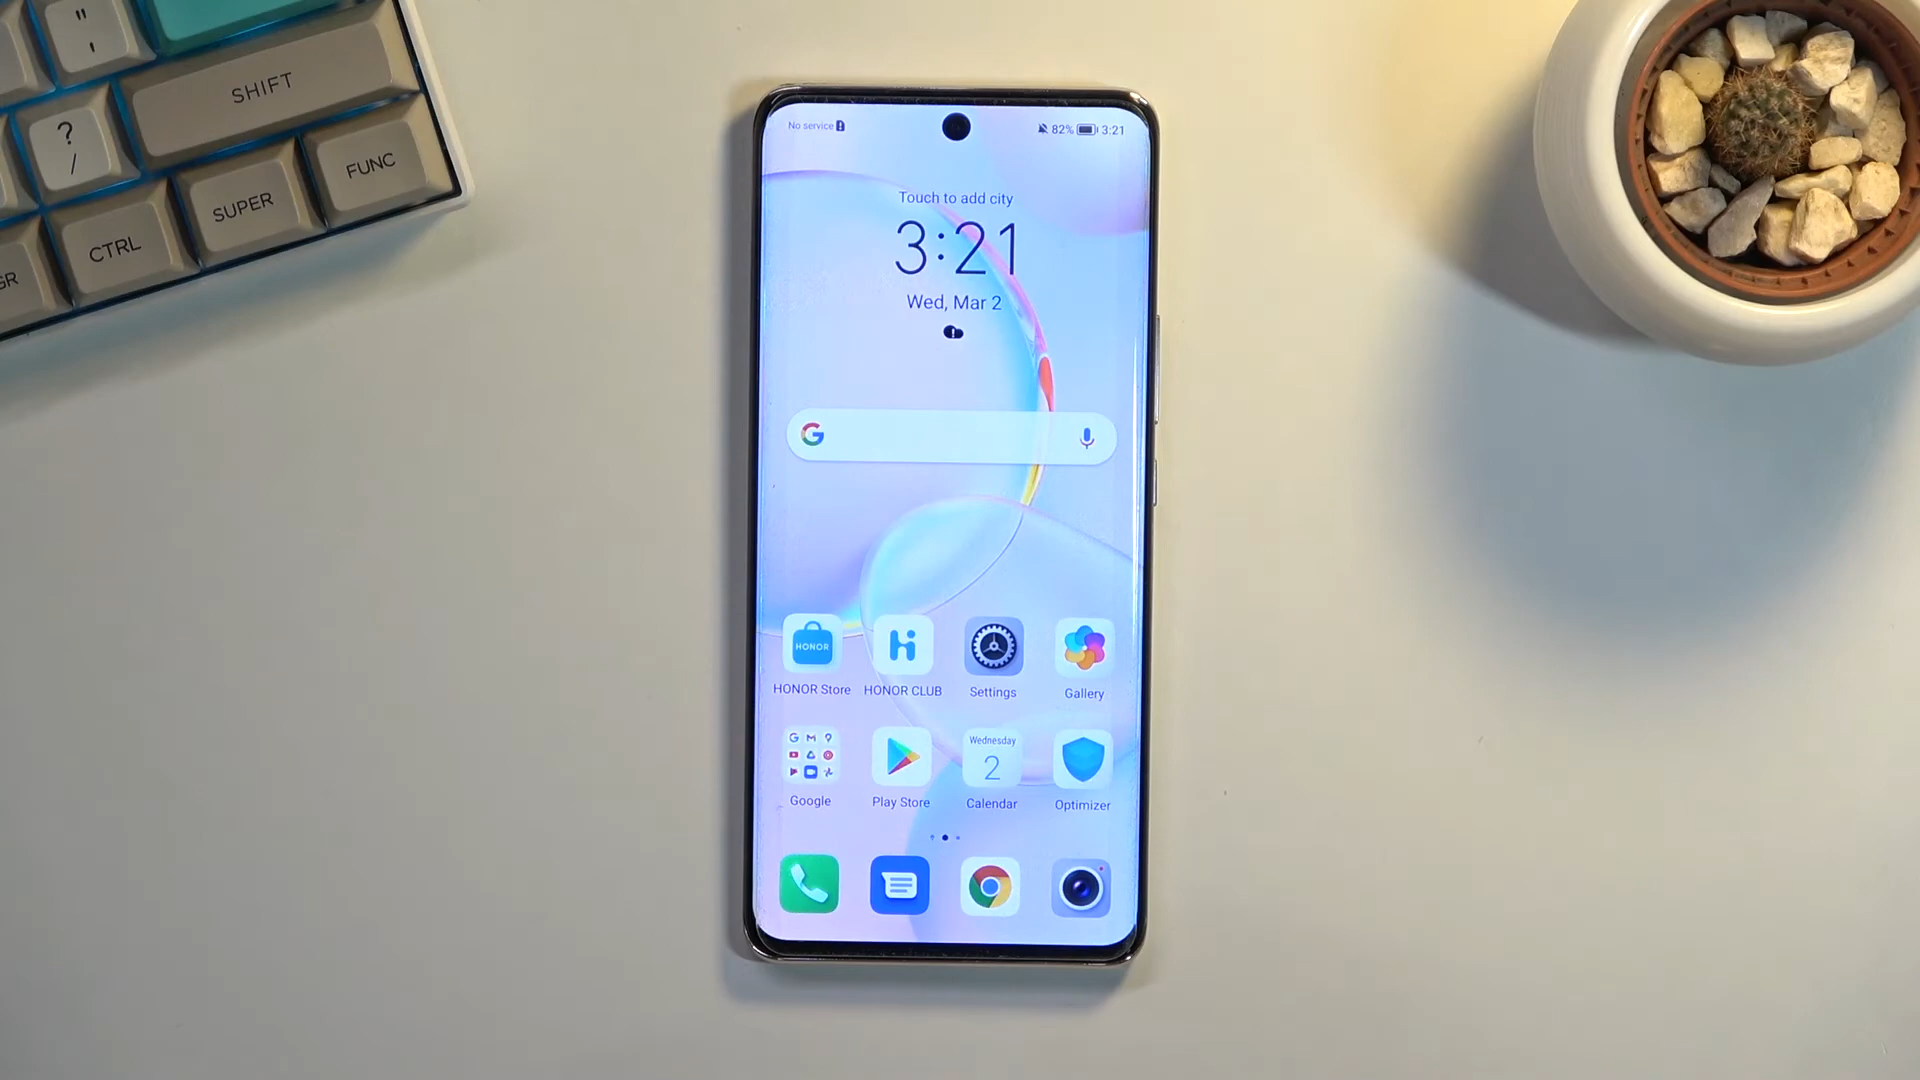 "
'
SHIFT
?
/
FUNC
SUPER
CTRL
GR
No service
82% 3:21
Touch to add city
3:21
Wed, Mar 2
G
HONOR
HONOR Store
HONOR CLUB
Settings
Gallery
Google
Play Store
Wednesday
2
Calendar
Optimizer